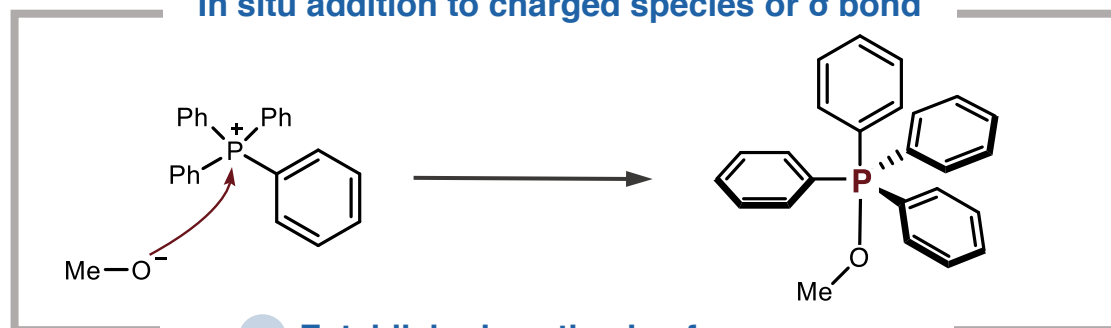 In situ addition to charged species or σ bond
Ph Ph
+
P
Ph
Me O −
P
O
Me